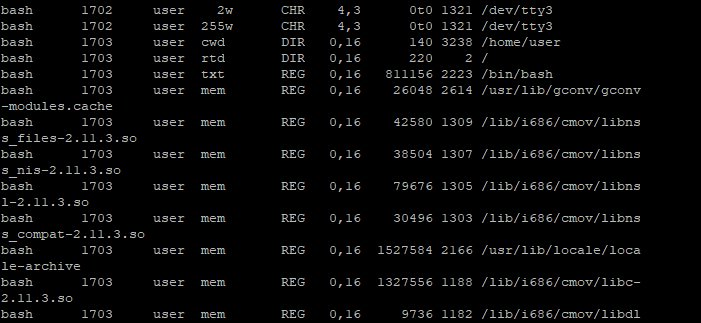 bash      1702     user    2w      CHR   4,3      0t0 1321 /dev/tty3
bash      1702     user  255w      CHR   4,3      0t0 1321 /dev/tty3
bash      1703     user  cwd       DIR  0,16      140 3238 /home/user
bash      1703     user  rtd       DIR  0,16      220    2 /
bash      1703     user  txt       REG  0,16   811156 2223 /bin/bash
bash      1703     user  mem       REG  0,16    26048 2614 /usr/lib/gconv/gconv
-modules.cache
bash      1703     user  mem       REG  0,16    42580 1309 /lib/i686/cmov/libns
s_files-2.11.3.so
bash      1703     user  mem       REG  0,16    38504 1307 /lib/i686/cmov/libns
s_nis-2.11.3.so
bash      1703     user  mem       REG  0,16    79676 1305 /lib/i686/cmov/libns
l-2.11.3.so
bash      1703     user  mem       REG  0,16    30496 1303 /lib/i686/cmov/libns
s_compat-2.11.3.so
bash      1703     user  mem       REG  0,16  1527584 2166 /usr/lib/locale/loca
le-archive
bash      1703     user  mem       REG  0,16  1327556 1188 /lib/i686/cmov/libc-
2.11.3.so
bash      1703     user  mem       REG  0,16     9736 1182 /lib/i686/cmov/libdl